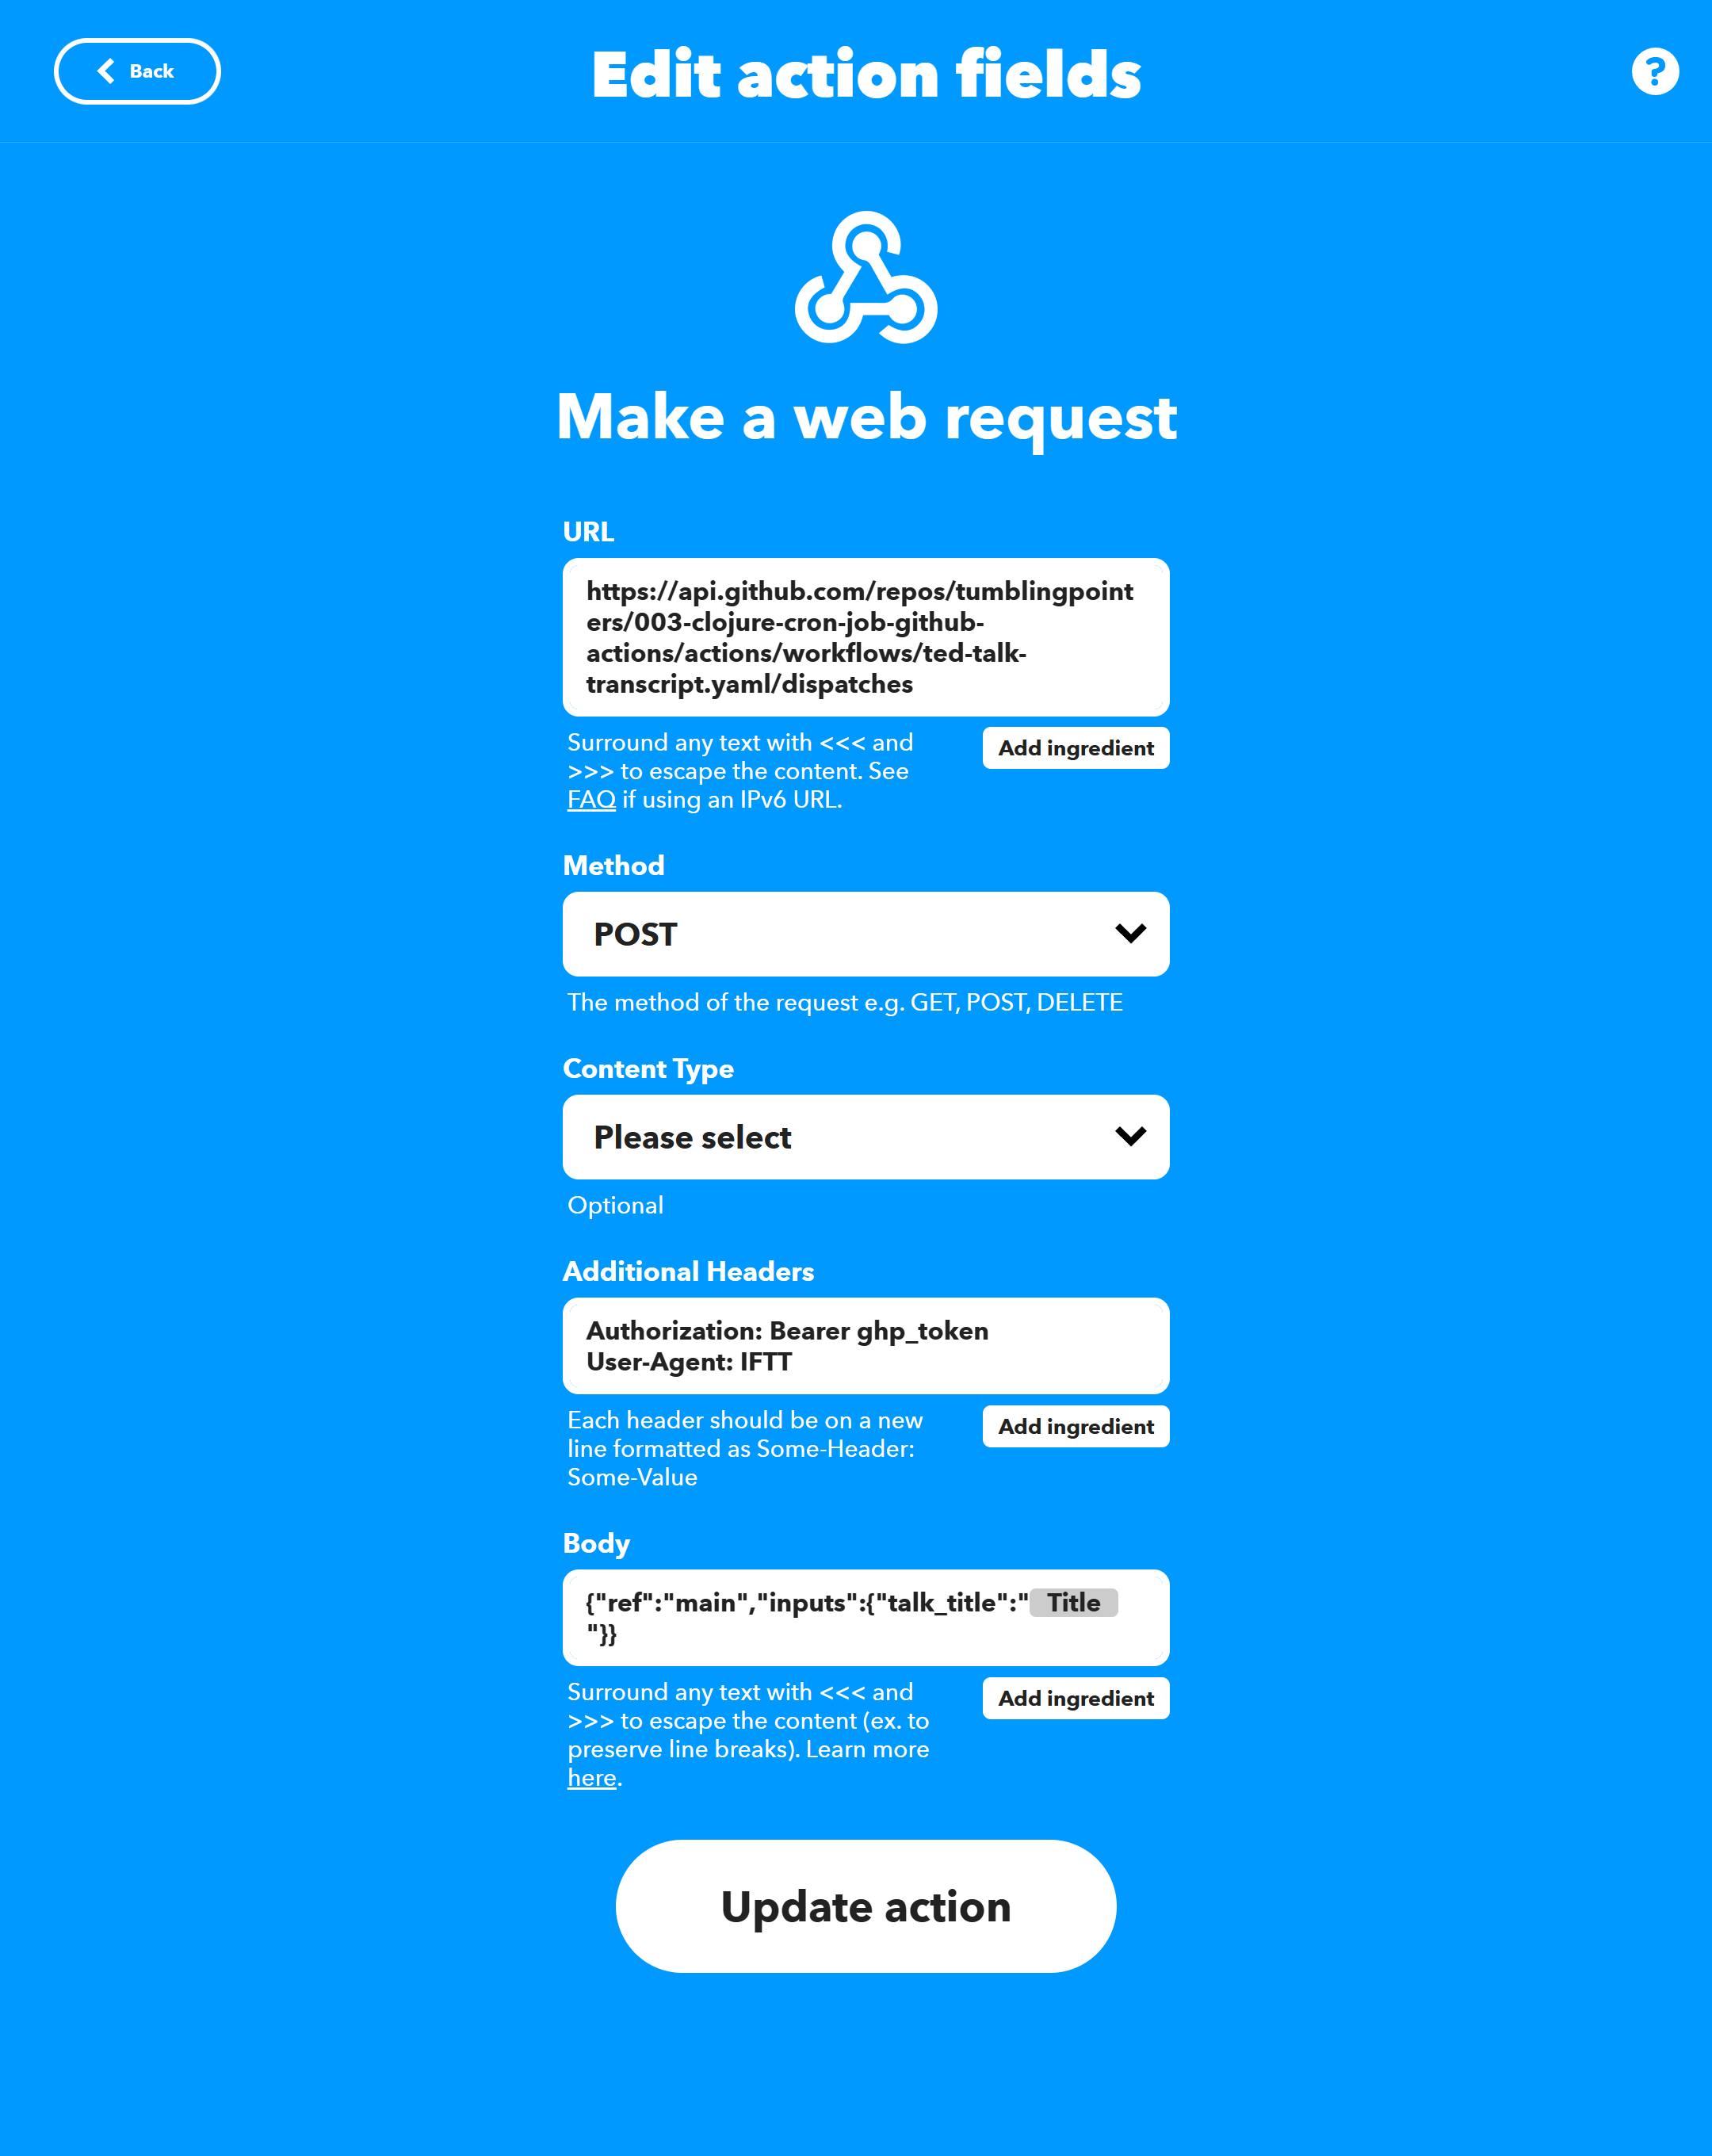 Back
Edit action fields
?
Make a web request
URL
https://api.github.com/repos/tumblingpoint
ers/003-clojure-cron-job-github-
actions/actions/workflows/ted-talk-
transcript.yaml/dispatches
Surround any text with <<< and
>>> to escape the content. See
FAQ if using an IPv6 URL.
Add ingredient
Method
POST
The method of the request e.g. GET, POST, DELETE
Content Type
Please select
Optional
Additional Headers
Authorization: Bearer ghp_token
User-Agent: IFTT
Each header should be on a new
line formatted as Some-Header:
Some-Value
Add ingredient
Body
{"ref":"main","inputs":{"talk_title":" Title
"}}
Surround any text with <<< and
>>> to escape the content (ex. to
preserve line breaks). Learn more
here.
Add ingredient
Update action